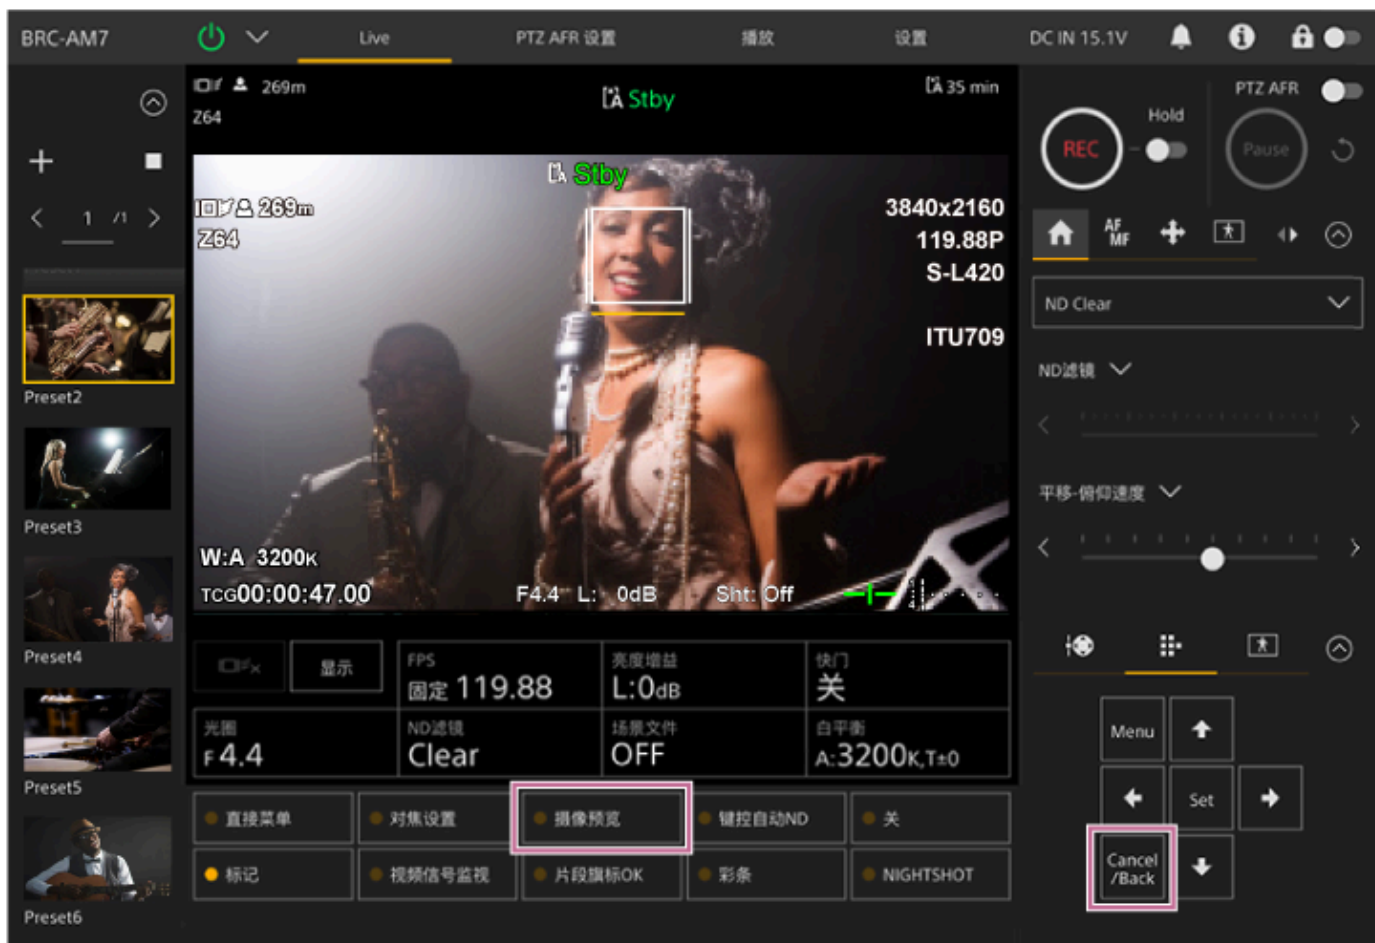 BRC-AM7
Live
PTZ AFR 设置
播放
设置
DC IN 15.1V
269m
Z64
Stby
35 min
PTZ AFR
Hold
REC
Pause
1 /1
Stby
269m
Z64
3840x2160
119.88P
S-L420
ITU709
AF
MF
ND Clear
ND滤镜
平移-俯仰速度
Preset2
Preset3
Preset4
Preset5
Preset6
W:A 3200K
TCG00:00:47.00
F4.4 L: 0dB Sht: Off
显示
FPS
固定 119.88
亮度增益
L:0dB
快门
关
光圈
F 4.4
ND滤镜
Clear
场景文件
OFF
白平衡
A:3200K,T±0
直接菜单
对焦设置
摄像预览
键控自动ND
关
标记
视频信号监视
片段旗标OK
彩条
NIGHTSHOT
Menu
Set
Cancel
/Back